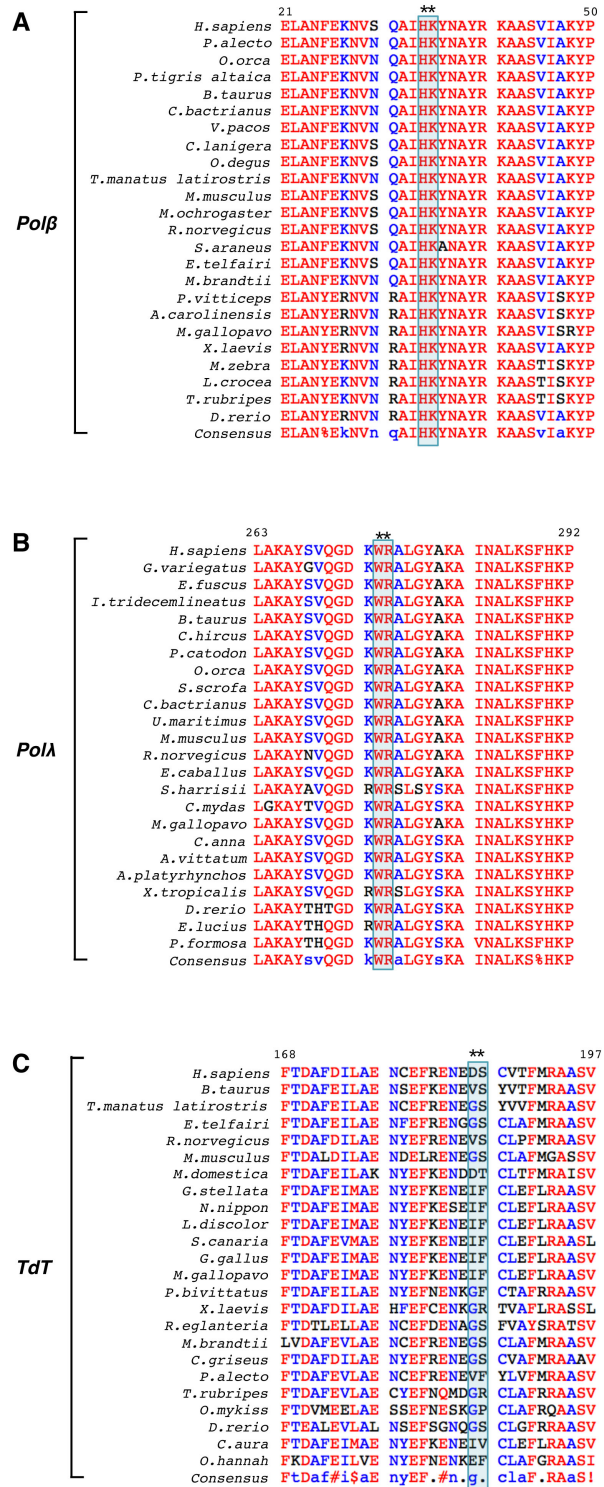 A
21 ** 50
H.sapiens ELANFEKNVS QAIHKYNAYR KAASVIAKYP
P.alecto ELANFEKNVN QAIHKYNAYR KAASVIAKYP
O.orca ELANFEKNVN QAIHKYNAYR KAASVIAKYP
P.tigris altaica ELANFEKNVN QAIHKYNAYR KAASVIAKYP
B.taurus ELANFEKNVN QAIHKYNAYR KAASVIAKYP
C.bactrianus ELANFEKNVN QAIHKYNAYR KAASVIAKYP
V.pacos ELANFEKNVN QAIHKYNAYR KAASVIAKYP
C.lanigera ELANFEKNVS QAIHKYNAYR KAASVIAKYP
O.degus ELANFEKNVS QAIHKYNAYR KAASVIAKYP
T.manatus latirostris ELANFEKNVN QAIHKYNAYR KAASVIAKYP
M.musculus ELANFEKNVS QAIHKYNAYR KAASVIAKYP
M.ochrogaster ELANFEKNVS QAIHKYNAYR KAASVIAKYP
R.norvegicus ELANFEKNVS QAIHKYNAYR KAASVIAKYP
S.araneus ELANFEKNVN QAIHKANAYR KAASVIAKYP
E.telfairi ELANFEKNVS QAIHKYNAYR KAASVIAKYP
M.brandtii ELANFEKNVN QAIHKYNAYR KAASVIAKYP
P.vitticeps ELANYERNVN RAIHKYNAYR KAASVISKYP
A.carolinensis ELANYERNVN RAIHKYNAYR KAASVISKYP
M.gallopavo ELANYERNVN RAIHKYNAYR KAASVISRYP
X.laevis ELANYERNVN RAIHKYNAYR KAASVIAKYP
M.zebra ELANYEKNVN RAIHKYNAYR KAASTISKYP
L.crocea ELANYEKNVN RAIHKYNAYR KAASTISKYP
T.rubripes ELANYEKNVN RAIHKYNAYR KAASTISKYP
D.rerio ELANYERNVN RAIHKYNAYR KAASVIAKYP
Consensus ELAN%EkNVn qAIHKYNAYR KAASvIaKYP
Polβ
B
263 ** 292
H.sapiens LAKAYSVQGD KWRALGYAKA INALKSFHKP
G.variegatus LAKAYGVQGD KWRALGYAKA INALKSFHKP
E.fuscus LAKAYSVQGD KWRALGYAKA INALKSFHKP
I.tridecemlineatus LAKAYSVQGD KWRALGYAKA INALKSFHKP
B.taurus LAKAYSVQGD KWRALGYAKA INALKSFHKP
C.hircus LAKAYSVQGD KWRALGYAKA INALKSFHKP
P.catodon LAKAYSVQGD KWRALGYAKA INALKSFHKP
O.orca LAKAYSVQGD KWRALGYAKA INALKSFHKP
S.scrofa LAKAYSVQGD KWRALGYAKA INALKSFHKP
C.bactrianus LAKAYSVQGD KWRALGYAKA INALKSFHKP
U.maritimus LAKAYSVQGD KWRALGYAKA INALKSFHKP
M.musculus LAKAYSVQGD KWRALGYAKA INALKSFHKP
R.norvegicus LAKAYNVQGD KWRALGYAKA INALKSFHKP
E.caballus LAKAYSVQGD KWRALGYAKA INALKSFHKP
S.harrisii LAKAYAVQGD RWRSLSYSKA INALKSFHKP
C.mydas LGKAYTVQGD KWRALGYSKA INALKSYHKP
M.gallopavo LAKAYSVQGD KWRALGYAKA INALKSYHKP
C.anna LAKAYSVQGD KWRALGYSKA INALKSYHKP
A.vittatum LAKAYSVQGD KWRALGYSKA INALKSYHKP
A.platyrhynchos LAKAYSVQGD KWRALGYSKA INALKSYHKP
X.tropicalis LAKAYSVQGD RWRSLGYSKA INALKSYHKP
D.rerio LAKAYTHTGD KWRALGYSKA INALKSYHKP
E.lucius LAKAYTHQGD RWRALGYSKA INALKSYHKP
P.formosa LAKAYTHQGD KWRALGYSKA VNALKSFHKP
Consensus LAKAYsvQGD kWRaLGYsKA INALKS%HKP
Polλ
C
168 ** 197
H.sapiens FTDAFDILAE NCEFRENEDS CVTFMRAASV
B.taurus FTDAFEILAE NSEFKENEVS YVTFMRAASV
T.manatus latirostris FTDAFEILAE NCEFRENEGS YVVFMRAASV
E.telfairi FTDAFEILAE NFEFRENGGS CLAFMRAASV
R.norvegicus FTDAFEILAE NYEFRENEVS CLPFMRAASV
M.musculus FTDALDILAE NDELRENEGS CLAFMGASSV
M.domestica FTDAFEILAK NYEFKENDDT CLTFMRAISV
G.stellata FTDAFEIMAE NYEFKENEIF CLEFLRAASV
N.nippon FTDAFEIMAE NYEFKESEIF CLEFLRAASV
L.discolor FTDAFEIMAE NYEFKENEIF CLEFLRAASV
S.canaria FTDAFEVMAE NYEFKENEIF CLEFLRAASL
G.gallus FTDAFEIMAE NYEFKENEIF CLEFLRAASV
M.gallopavo FTDAFEIMAE NYEFKENEIF CLEFLRAASV
P.bivittatus FTDAFEILAE NYEFNENKGF CTAFRRAASV
X.laevis FTDAFEILAE HFEFCENKGR TVAFLRASSL
R.eglanteria FTDTLELLAE NCEFDENAGS FVAYSRATSV
M.brandtii LVDAFEVLAE NCEFRENEGS CLAFMRAASV
C.griseus FTDAFDILAE NYEFRENEGS CVAFMRAAAV
P.alecto FTDAFEVLAE NCEFRENEVF YLVFMRAASV
T.rubripes FTDAFEVLAE CYEFNQMDGR CLAFRRAASV
O.mykiss FTDVMEELAE SSEFNESKGP CLAFRQAASV
D.rerio FTEALEVLAL NSEFSGNQGS CLGFRRAASV
C.aura FTDAFEIMAE NYEFKENEIV CLEFLRAASV
O.hannah FKDAFEILVE NYEFNENKEF CLAFGRAASI
Consensus FtDaf#i$aE nyEF.#n.g. claF.RaaS!
TdT